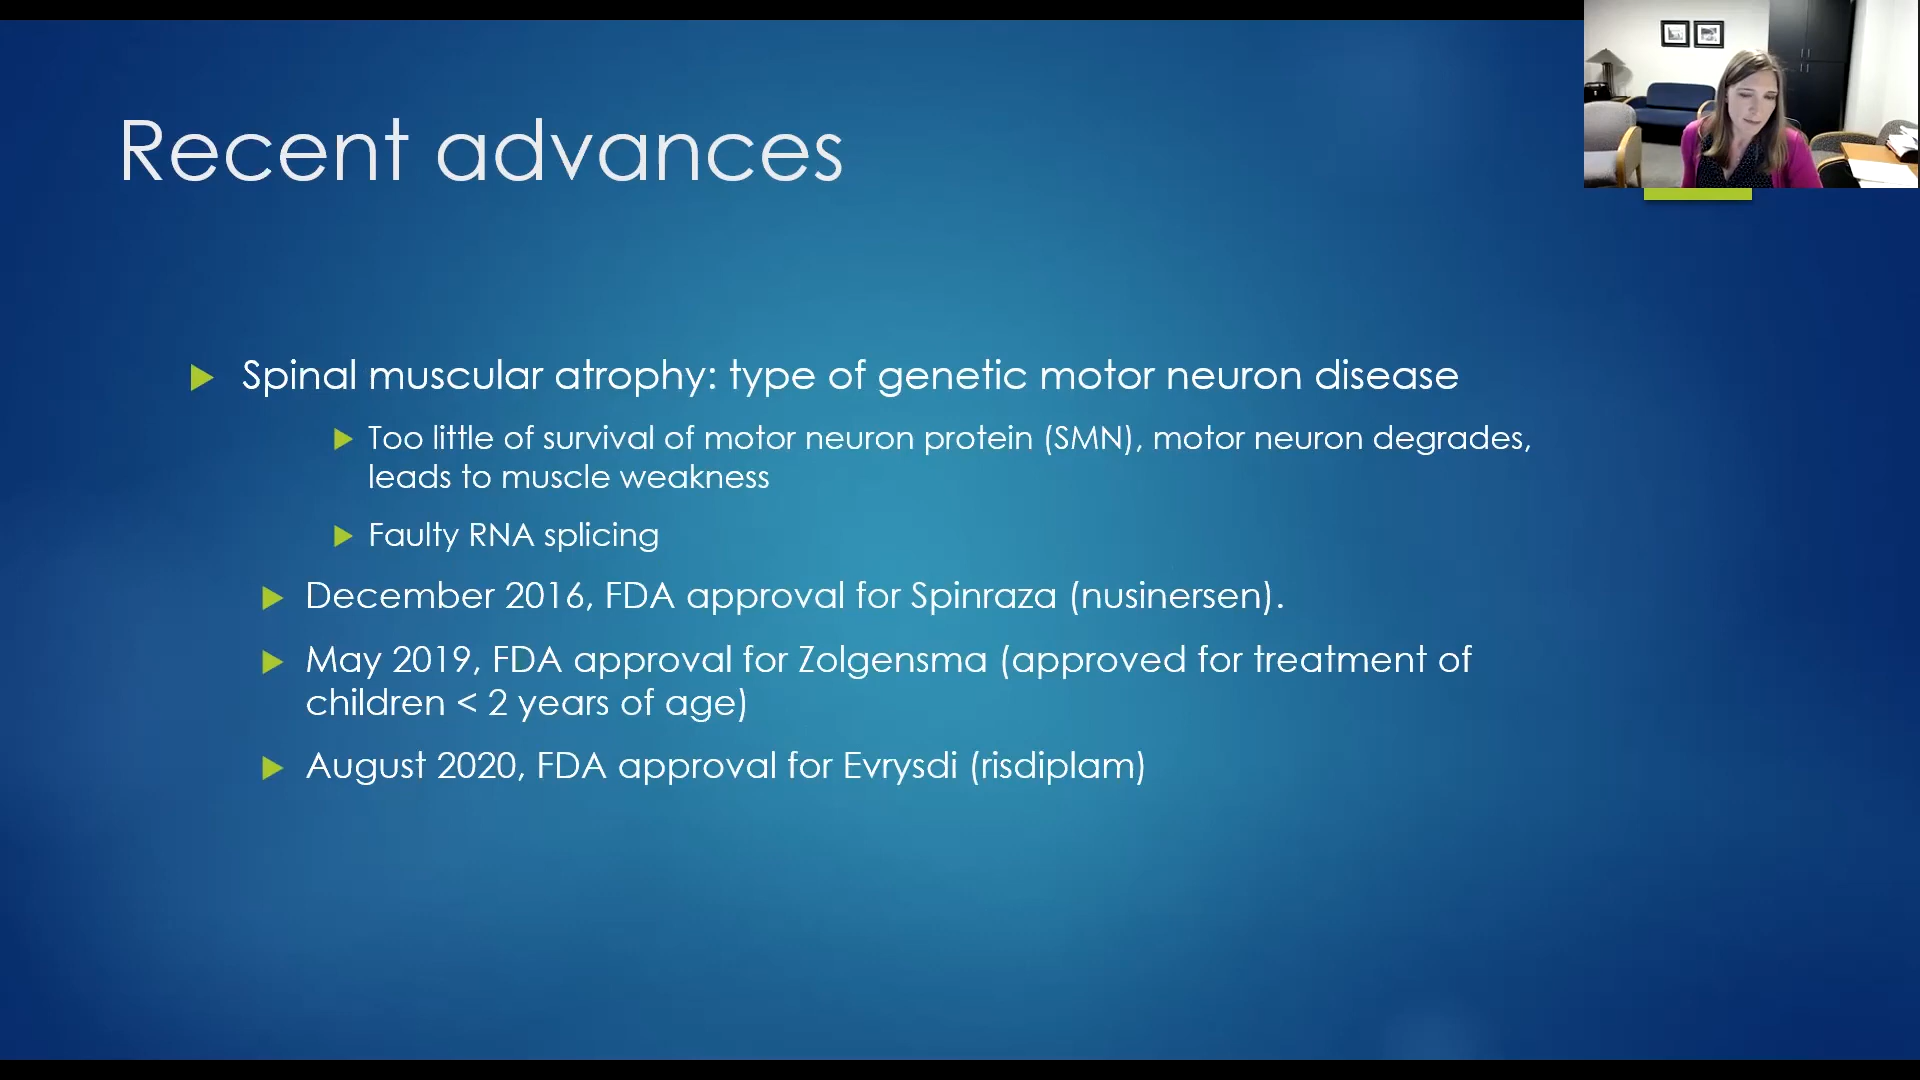 Recent advances
Spinal muscular atrophy: type of genetic motor neuron disease
Too little of survival of motor neuron protein (SMN), motor neuron degrades,
leads to muscle weakness
Faulty RNA splicing
December 2016, FDA approval for Spinraza (nusinersen).
May 2019, FDA approval for Zolgensma (approved for treatment of
children < 2 years of age)
August 2020, FDA approval for Evrysdi (risdiplam)